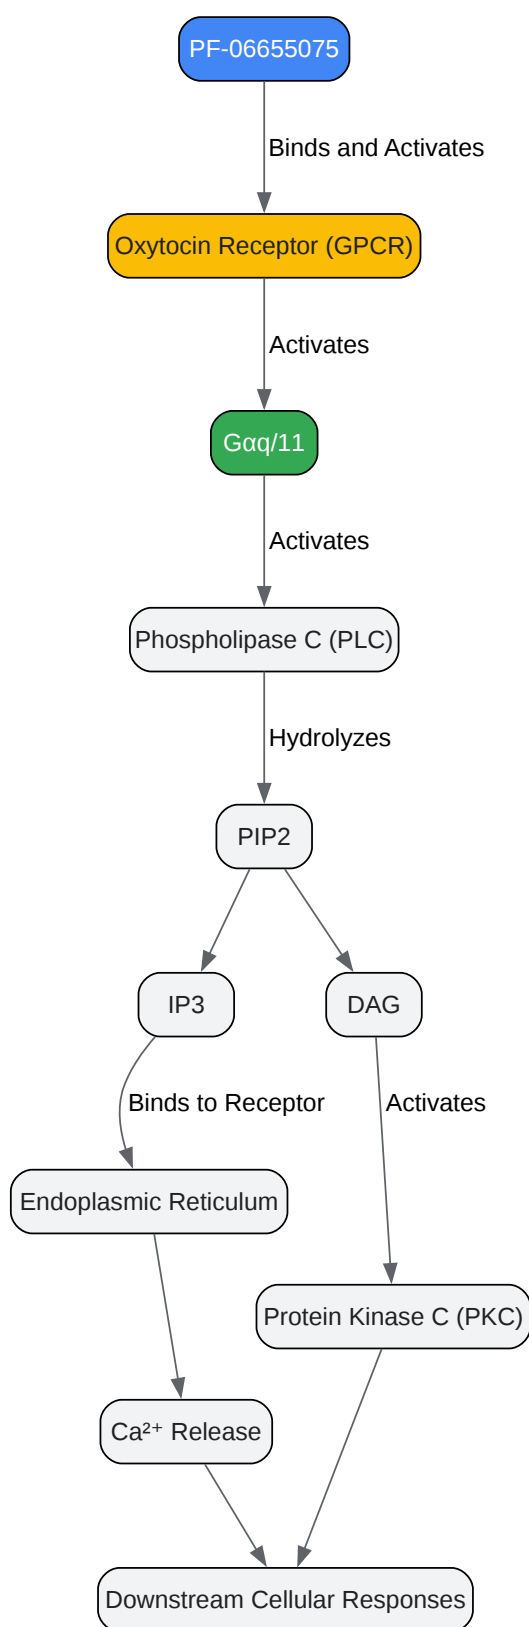 PF-06655075
Binds and Activates
Oxytocin Receptor (GPCR)
Activates
Gαq/11
Activates
Phospholipase C (PLC)
Hydrolyzes
PIP2
IP3
DAG
Binds to Receptor
Activates
Endoplasmic Reticulum
Protein Kinase C (PKC)
Ca²⁺ Release
Downstream Cellular Responses